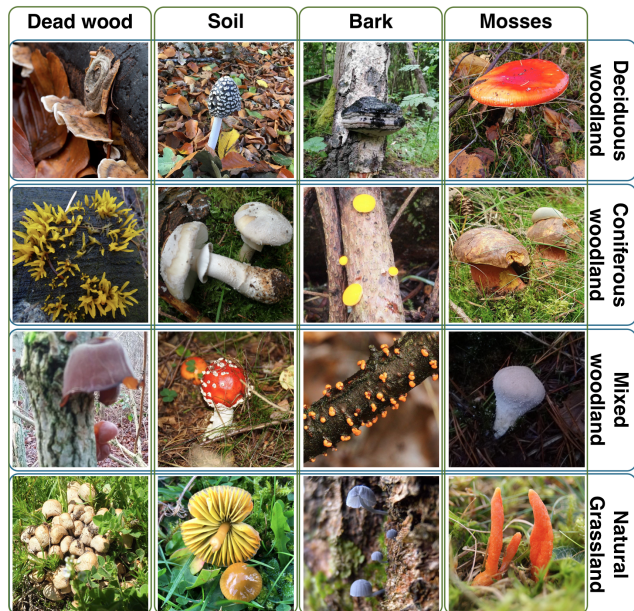 Dead wood
Soil
Bark
Mosses
Deciduous
woodland
Coniferous
woodland
Mixed
woodland
Natural
Grassland